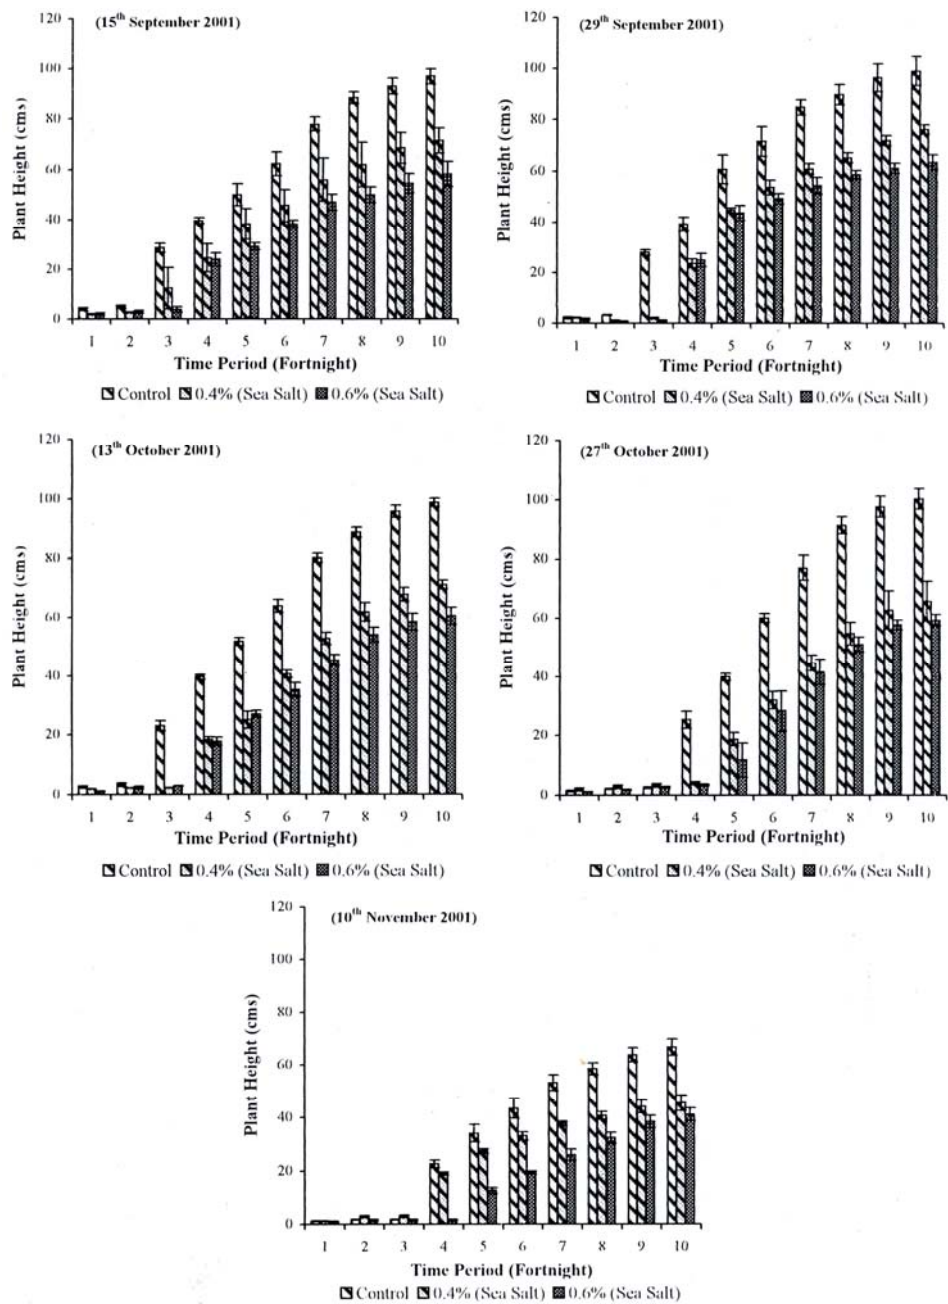 (15th September 2001)
Plant Height (cms)
120
100
80
60
40
20
0
1 2 3 4 5 6 7 8 9 10
Time Period (Fortnight)
Control 0.4% (Sea Salt) 0.6% (Sea Salt)
(29th September 2001)
Plant Height (cms)
120
100
80
60
40
20
0
1 2 3 4 5 6 7 8 9 10
Time Period (Fortnight)
Control 0.4% (Sea Salt) 0.6% (Sea Salt)
(13th October 2001)
Plant Height (cms)
120
100
80
60
40
20
0
1 2 3 4 5 6 7 8 9 10
Time Period (Fortnight)
Control 0.4% (Sea Salt) 0.6% (Sea Salt)
(27th October 2001)
Plant Height (cms)
120
100
80
60
40
20
0
1 2 3 4 5 6 7 8 9 10
Time Period (Fortnight)
Control 0.4% (Sea Salt) 0.6% (Sea Salt)
(10th November 2001)
Plant Height (cms)
120
100
80
60
40
20
0
1 2 3 4 5 6 7 8 9 10
Time Period (Fortnight)
Control 0.4% (Sea Salt) 0.6% (Sea Salt)